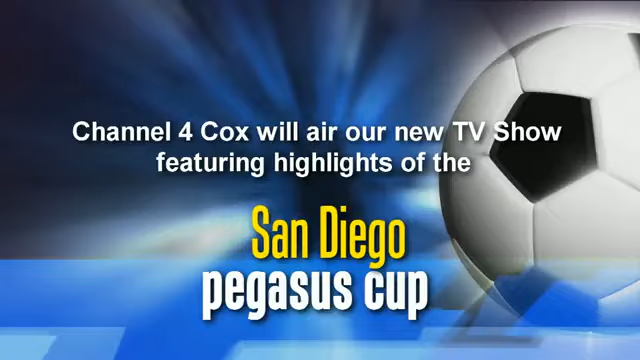 Channel 4 Cox will air our new TV Show
featuring highlights of the
San Diego
pegasus cup